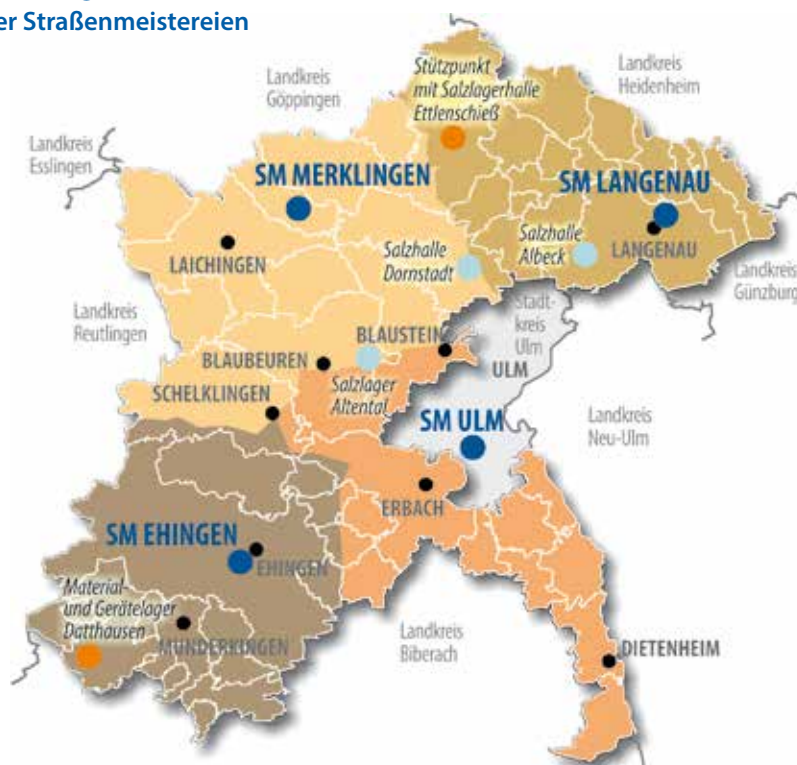 er Straßenmeistereien
Stützpunkt
mit Salzlagerhalle
Ettlenschieß
Landkreis
Göppingen
Landkreis
Heidenheim
Landkreis
Esslingen
SM MERKLINGEN
SM LANGENAU
LAICHINGEN
Salzhalle
Dornstadt
Salzhalle
Albeck
LANGENAU
Landkreis
Günzburg
Landkreis
Reutlingen
Stadt-
kreis
Ulm
BLAUSTEIN
BLAUBEUREN
ULM
Salzlager
Altental
SCHELKLINGEN
SM ULM
Landkreis
Neu-Ulm
ERBACH
SM EHINGEN
EHINGEN
Material-
und Gerätelager
Datthausen
MUNDERKINGEN
Landkreis
Biberach
DIETENHEIM